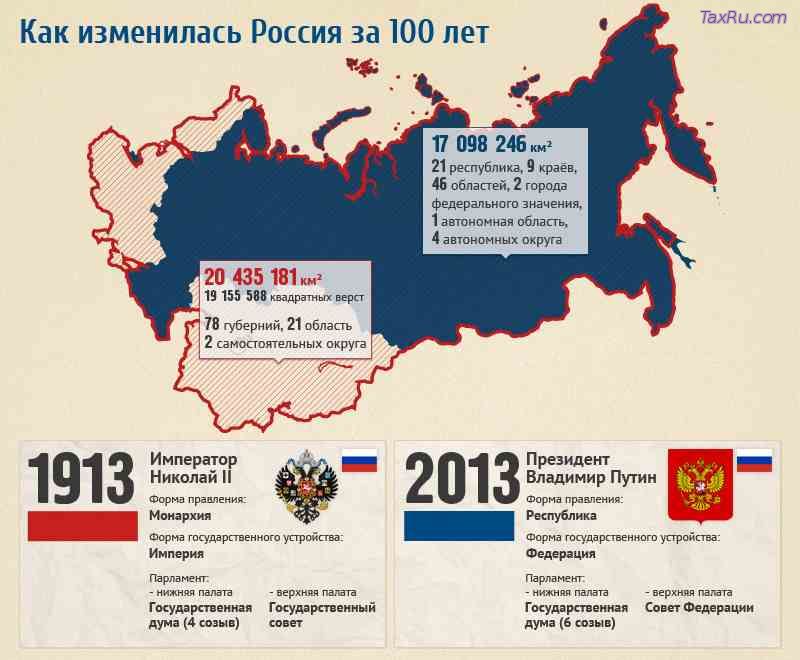 Как изменилась Россия за 100 лет
TaxRu.com
17 098 246 км²
21 республика, 9 краёв,
46 областей, 2 города
федерального значения,
1 автономная область,
4 автономных округа
20 435 181 км²
19 155 588 квадратных верст
78 губерний, 21 область
2 самостоятельных округа
1913
Император
Николай II
Форма правления:
Монархия
Форма государственного устройства:
Империя
Парламент:
- нижняя палата
Государственная
дума (4 созыв)
- верхняя палата
Государственный
совет
2013
Президент
Владимир Путин
Форма правления:
Республика
Форма государственного устройства:
Федерация
Парламент:
- нижняя палата
Государственная
дума (6 созыв)
- верхняя палата
Совет Федерации